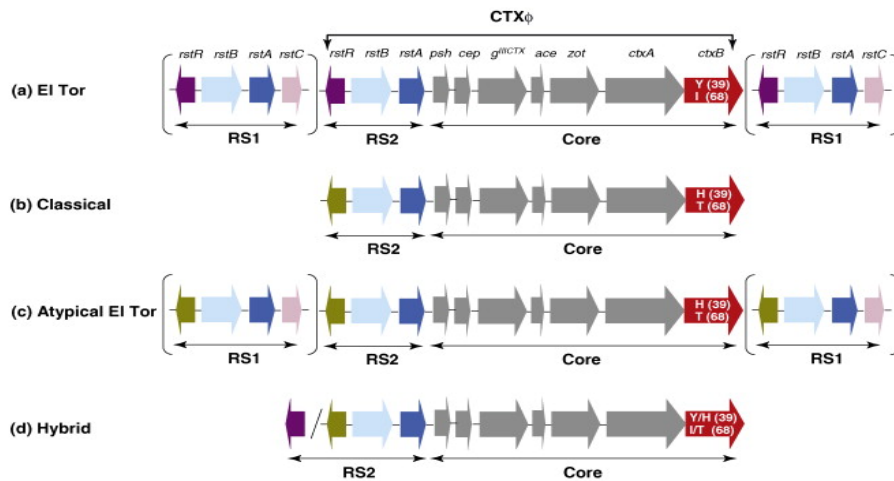 CTXϕ
rstR rstB rstA rstC rstR rstB rstA psh cep g^IIICTX ace zot ctxA ctxB rstR rstB rstA rstC
(a) El Tor
Y (39)
I (68)
RS1 RS2 Core RS1
(b) Classical
H (39)
T (68)
RS2 Core
(c) Atypical El Tor
H (39)
T (68)
RS1 RS2 Core RS1
(d) Hybrid
Y/H (39)
I/T (68)
RS2 Core